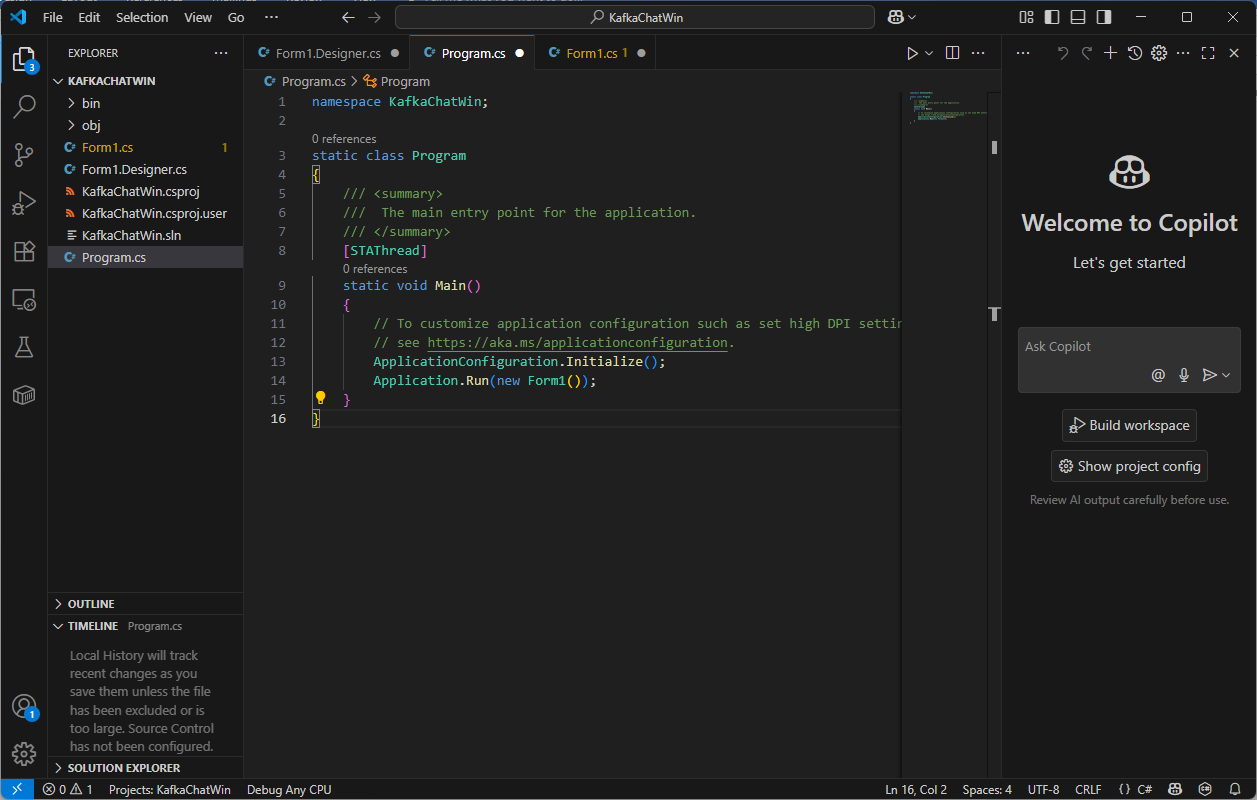 File Edit Selection View Go ··· KafkaChatWin
EXPLORER ···
KAFKACHATWIN
bin
obj
Form1.cs 1
Form1.Designer.cs
KafkaChatWin.csproj
KafkaChatWin.csproj.user
KafkaChatWin.sln
Program.cs
OUTLINE
TIMELINE Program.cs
Local History will track
recent changes as you
save them unless the file
has been excluded or is
too large. Source Control
has not been configured.
SOLUTION EXPLORER
3
1
Form1.Designer.cs Program.cs Form1.cs 1
Program.cs > Program
1 namespace KafkaChatWin;
2
0 references
3 static class Program
4 {
5 /// <summary>
6 ///  The main entry point for the application.
7 /// </summary>
8 [STAThread]
0 references
9 static void Main()
10 {
11 // To customize application configuration such as set high DPI settin
12 // see https://aka.ms/applicationconfiguration.
13 ApplicationConfiguration.Initialize();
14 Application.Run(new Form1());
15 }
16 }
Welcome to Copilot
Let's get started
Ask Copilot
@
Build workspace
Show project config
Review AI output carefully before use.
0 1 Projects: KafkaChatWin Debug Any CPU Ln 16, Col 2 Spaces: 4 UTF-8 CRLF {} C#